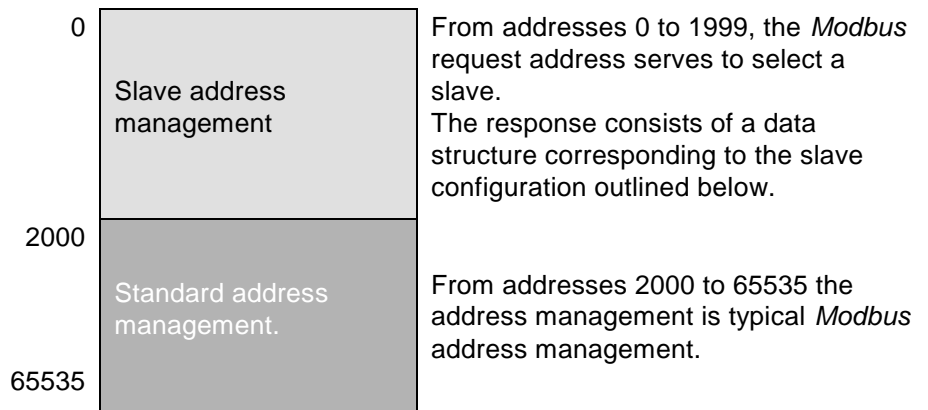 0
Slave address
management
From addresses 0 to 1999, the Modbus
request address serves to select a
slave.
The response consists of a data
structure corresponding to the slave
configuration outlined below.
2000
Standard address
management.
From addresses 2000 to 65535 the
address management is typical Modbus
address management.
65535